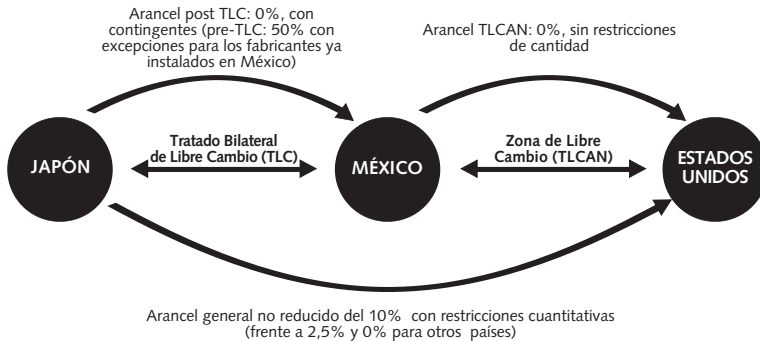 Arancel post TLC: 0%, con
contingentes (pre-TLC: 50% con
excepciones para los fabricantes ya
instalados en México)
Arancel TLCAN: 0%, sin restricciones
de cantidad
JAPÓN
Tratado Bilateral
de Libre Cambio (TLC)
MÉXICO
Zona de Libre
Cambio (TLCAN)
ESTADOS
UNIDOS
Arancel general no reducido del 10% con restricciones cuantitativas
(frente a 2,5% y 0% para otros países)